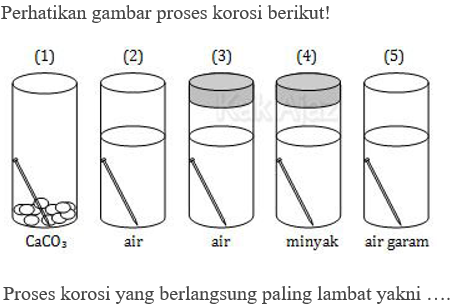 Perhatikan gambar proses korosi berikut!
(1) (2) (3) (4) (5)
Kak Ajaz
CaCO₃ air air minyak air garam
Proses korosi yang berlangsung paling lambat yakni ….